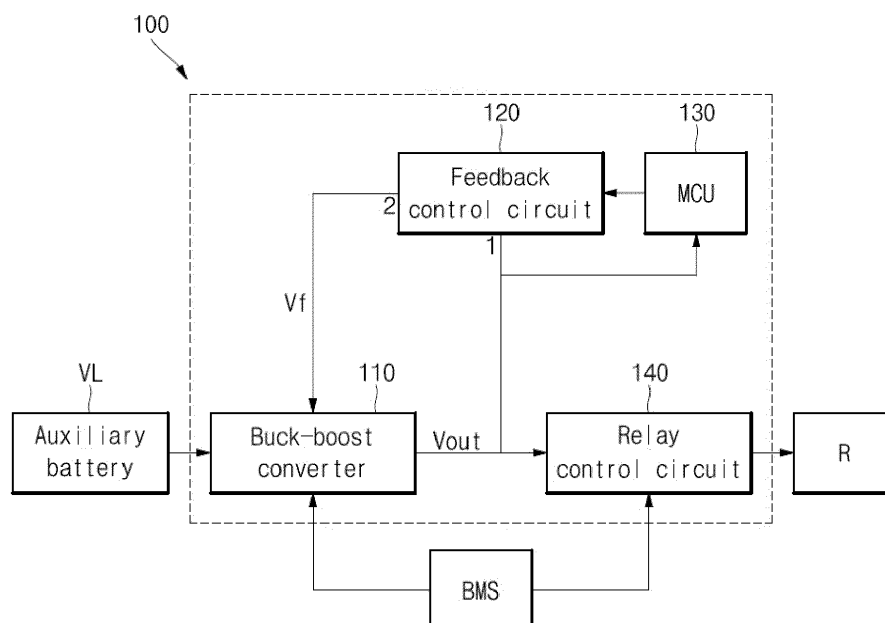 100
120
130
Feedback
control circuit
MCU
2
1
Vf
VL
110
140
Auxiliary
battery
Buck-boost
converter
Vout
Relay
control circuit
R
BMS